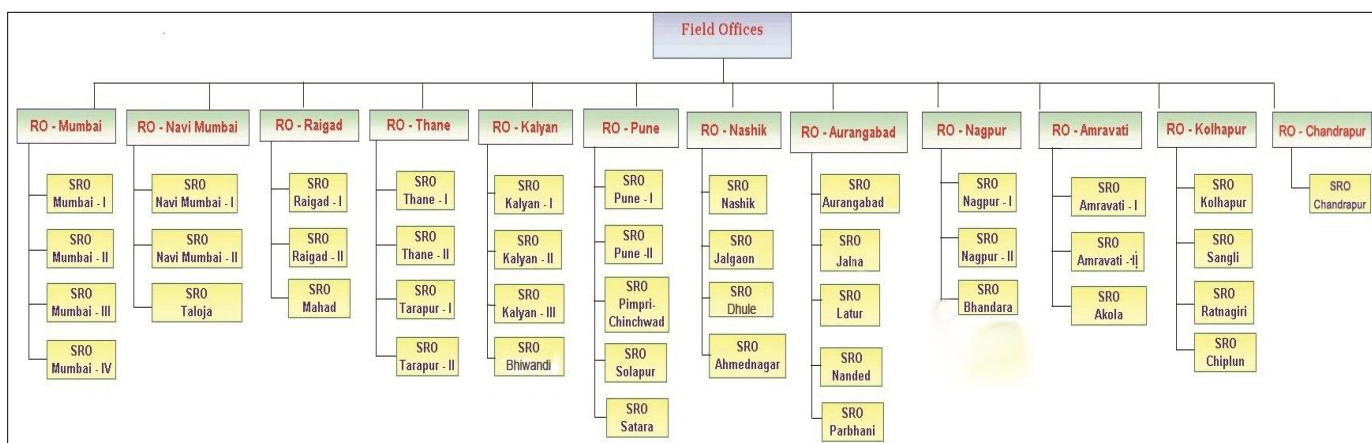 Field Offices
RO - Mumbai
SRO
Mumbai - I
SRO
Mumbai - II
SRO
Mumbai - III
SRO
Mumbai - IV
RO - Navi Mumbai
SRO
Navi Mumbai - I
SRO
Navi Mumbai - II
SRO
Taloja
RO - Raigad
SRO
Raigad - I
SRO
Raigad - II
SRO
Mahad
RO - Thane
SRO
Thane - I
SRO
Thane - II
SRO
Tarapur - I
SRO
Tarapur - II
RO - Kalyan
SRO
Kalyan - I
SRO
Kalyan - II
SRO
Kalyan - III
SRO
Bhiwandi
RO - Pune
SRO
Pune - I
SRO
Pune -II
SRO
Pimpri-
Chinchwad
SRO
Solapur
SRO
Satara
RO - Nashik
SRO
Nashik
SRO
Jalgaon
SRO
Dhule
SRO
Ahmednagar
RO - Aurangabad
SRO
Aurangabad
SRO
Jalna
SRO
Latur
SRO
Nanded
SRO
Parbhani
RO - Nagpur
SRO
Nagpur - I
SRO
Nagpur - II
SRO
Bhandara
RO - Amravati
SRO
Amravati - I
SRO
Amravati - II
SRO
Akola
RO - Kolhapur
SRO
Kolhapur
SRO
Sangli
SRO
Ratnagiri
SRO
Chiplun
RO - Chandrapur
SRO
Chandrapur